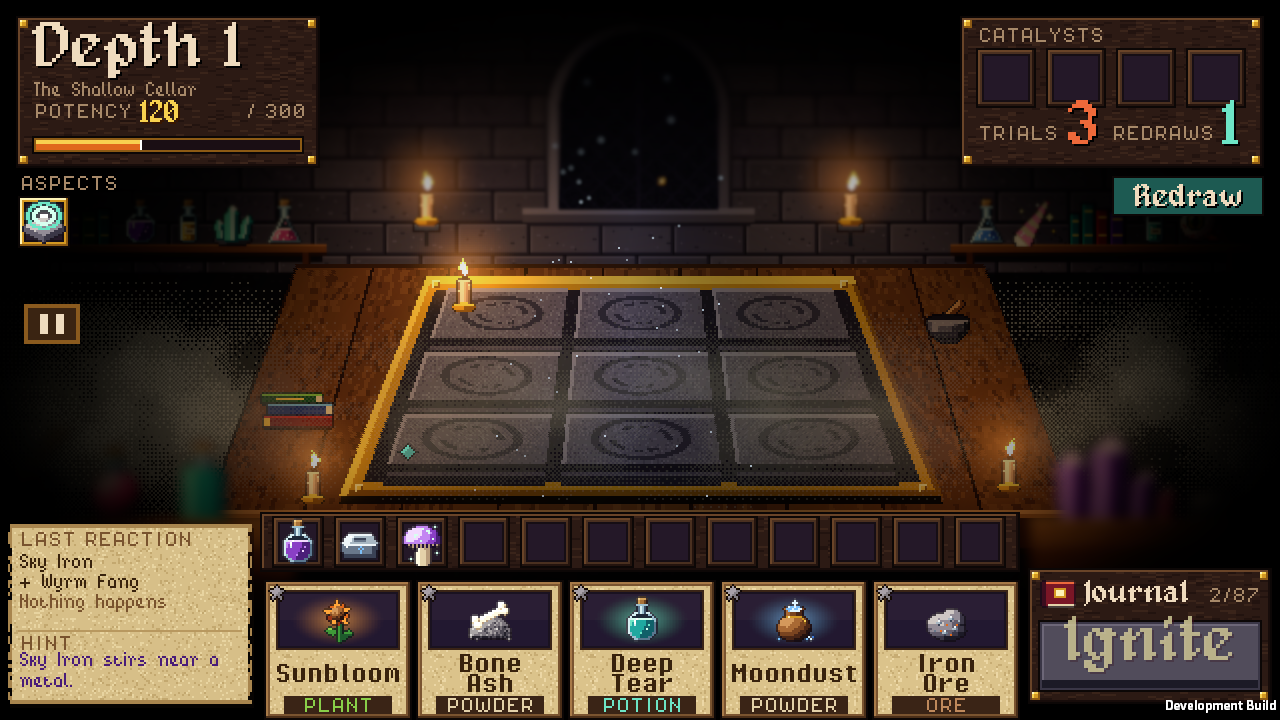 Depth 1
The Shallow Cellar
POTENCY 120 / 300
ASPECTS
CATALYSTS
TRIALS 3 REDRAWS 1
Redraw
LAST REACTION
Sky Iron
+ Wyrm Fang
Nothing happens
HINT
Sky Iron stirs near a
metal.
Sunbloom
PLANT
Bone
Ash
POWDER
Deep
Tear
POTION
Moondust
POWDER
Iron
Ore
ORE
Journal 2/87
Ignite
Development Build